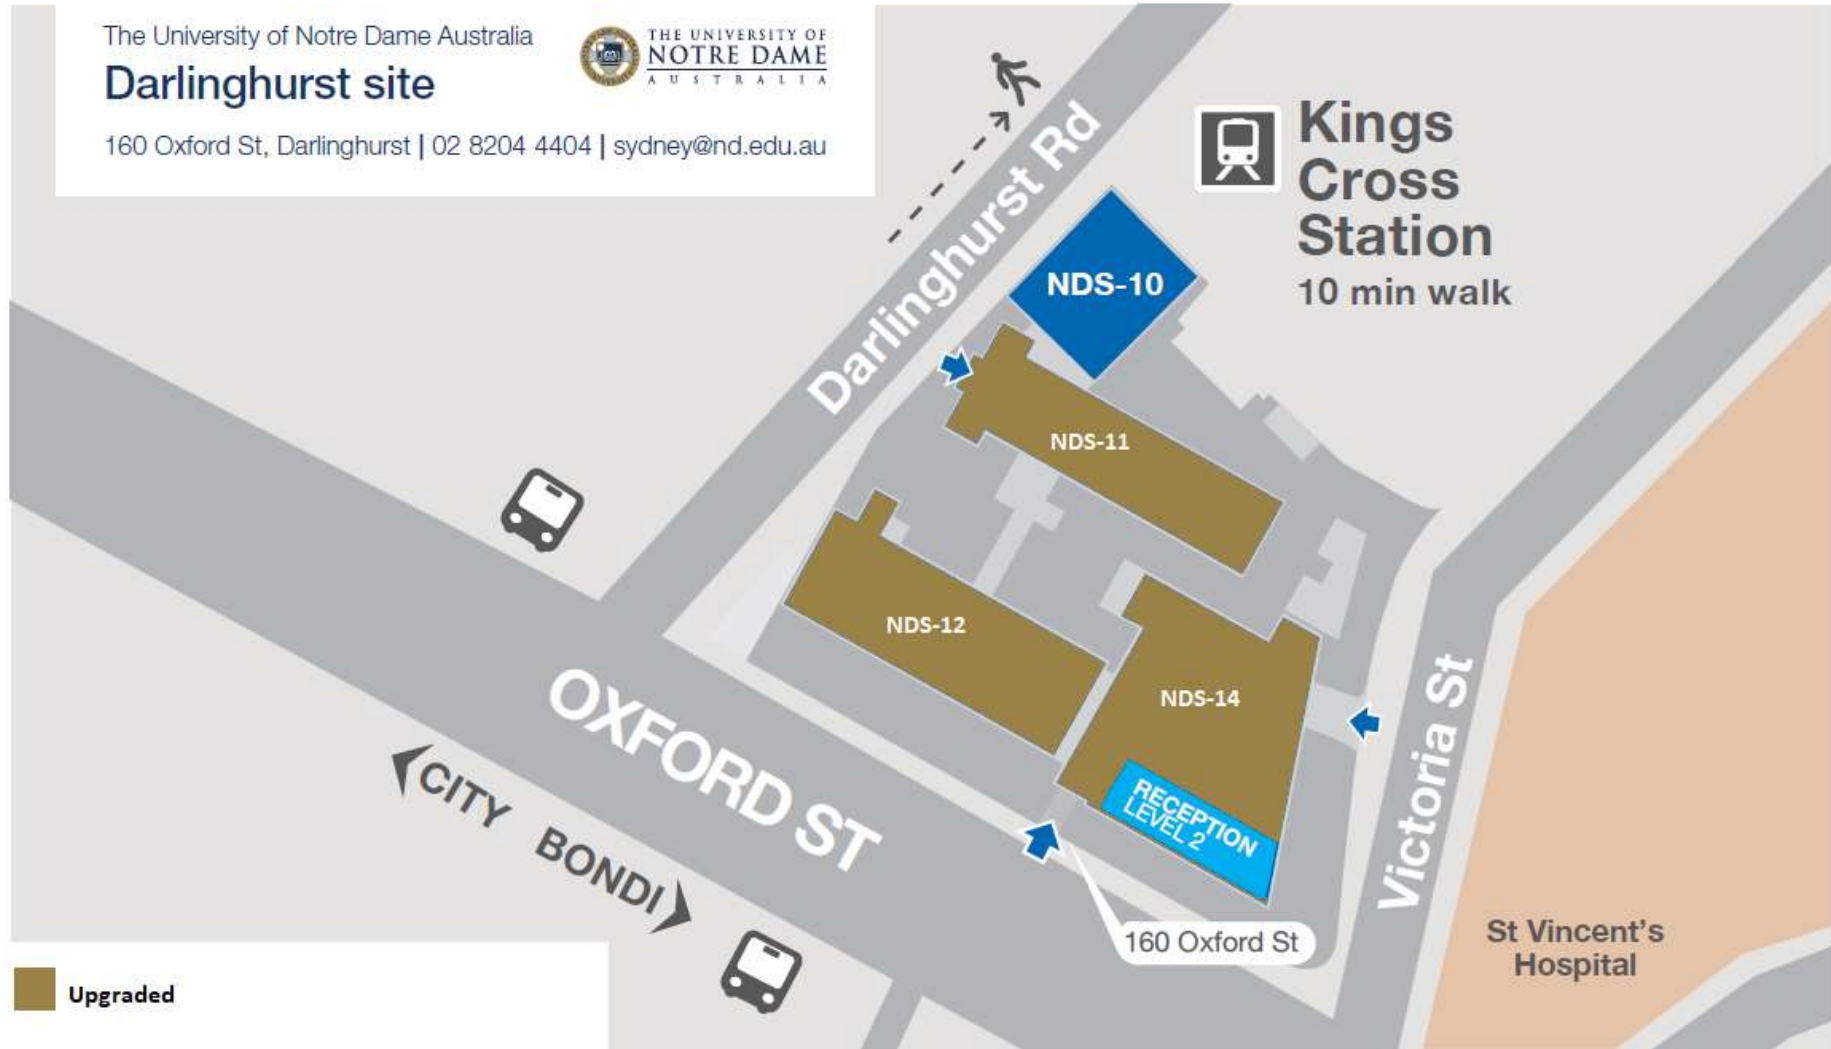 The University of Notre Dame Australia
Darlinghurst site
160 Oxford St, Darlinghurst | 02 8204 4404 | sydney@nd.edu.au
THE UNIVERSITY OF
NOTRE DAME
AUSTRALIA
Darlinghurst Rd
Kings
Cross
Station
10 min walk
NDS-10
NDS-11
NDS-12
NDS-14
RECEPTION
LEVEL 2
OXFORD ST
CITY
BONDI
Victoria St
160 Oxford St
St Vincent's
Hospital
Upgraded